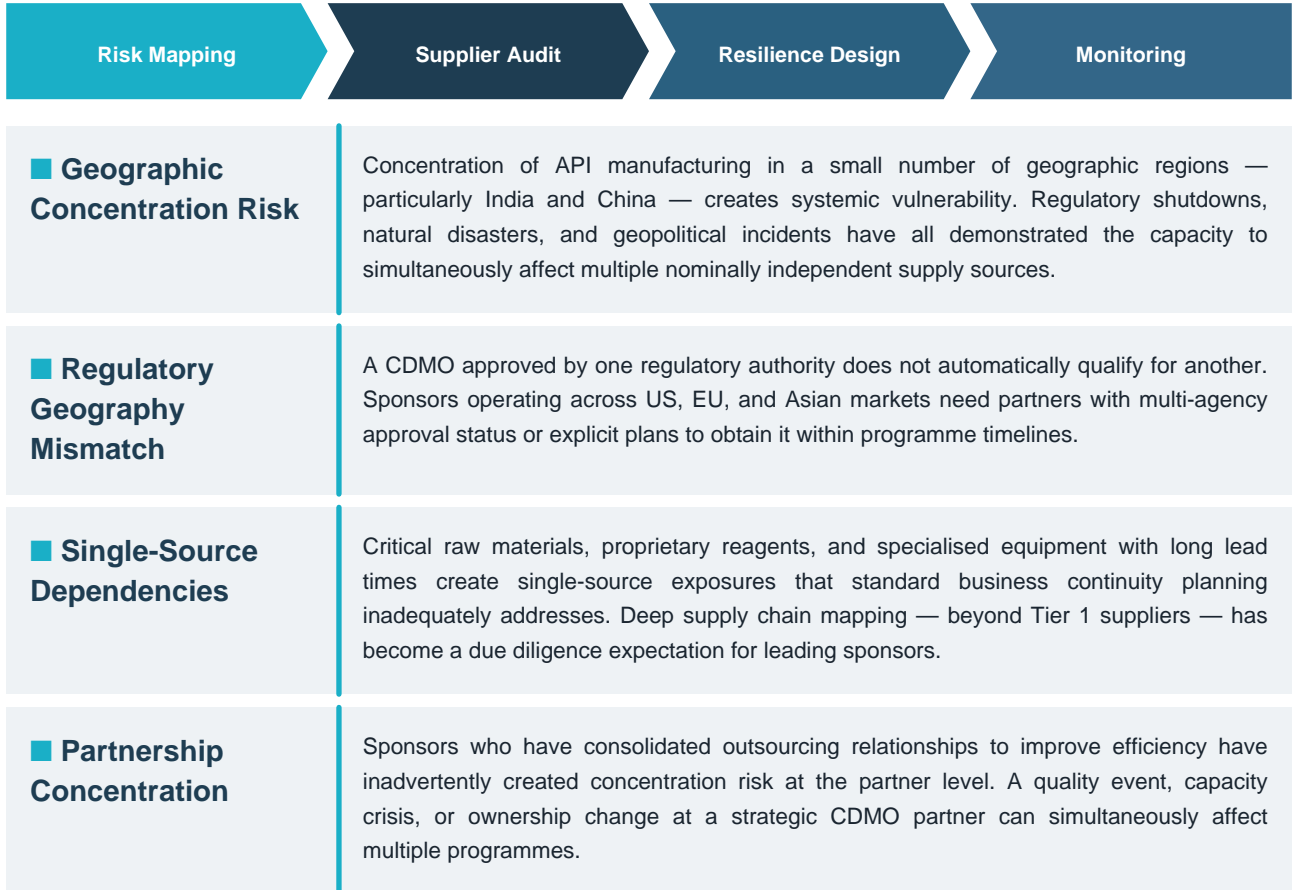 Risk Mapping
Supplier Audit
Resilience Design
Monitoring
■ Geographic
Concentration Risk
Concentration of API manufacturing in a small number of geographic regions —
particularly India and China — creates systemic vulnerability. Regulatory shutdowns,
natural disasters, and geopolitical incidents have all demonstrated the capacity to
simultaneously affect multiple nominally independent supply sources.
■ Regulatory
Geography
Mismatch
A CDMO approved by one regulatory authority does not automatically qualify for another.
Sponsors operating across US, EU, and Asian markets need partners with multi-agency
approval status or explicit plans to obtain it within programme timelines.
■ Single-Source
Dependencies
Critical raw materials, proprietary reagents, and specialised equipment with long lead
times create single-source exposures that standard business continuity planning
inadequately addresses. Deep supply chain mapping — beyond Tier 1 suppliers — has
become a due diligence expectation for leading sponsors.
■ Partnership
Concentration
Sponsors who have consolidated outsourcing relationships to improve efficiency have
inadvertently created concentration risk at the partner level. A quality event, capacity
crisis, or ownership change at a strategic CDMO partner can simultaneously affect
multiple programmes.